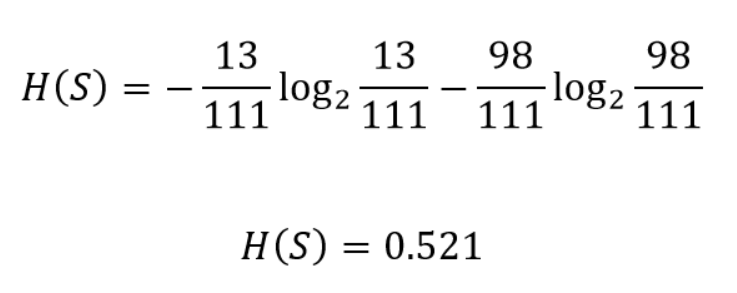 H(S) = − 13/111 log₂ 13/111 − 98/111 log₂ 98/111
H(S) = 0.521